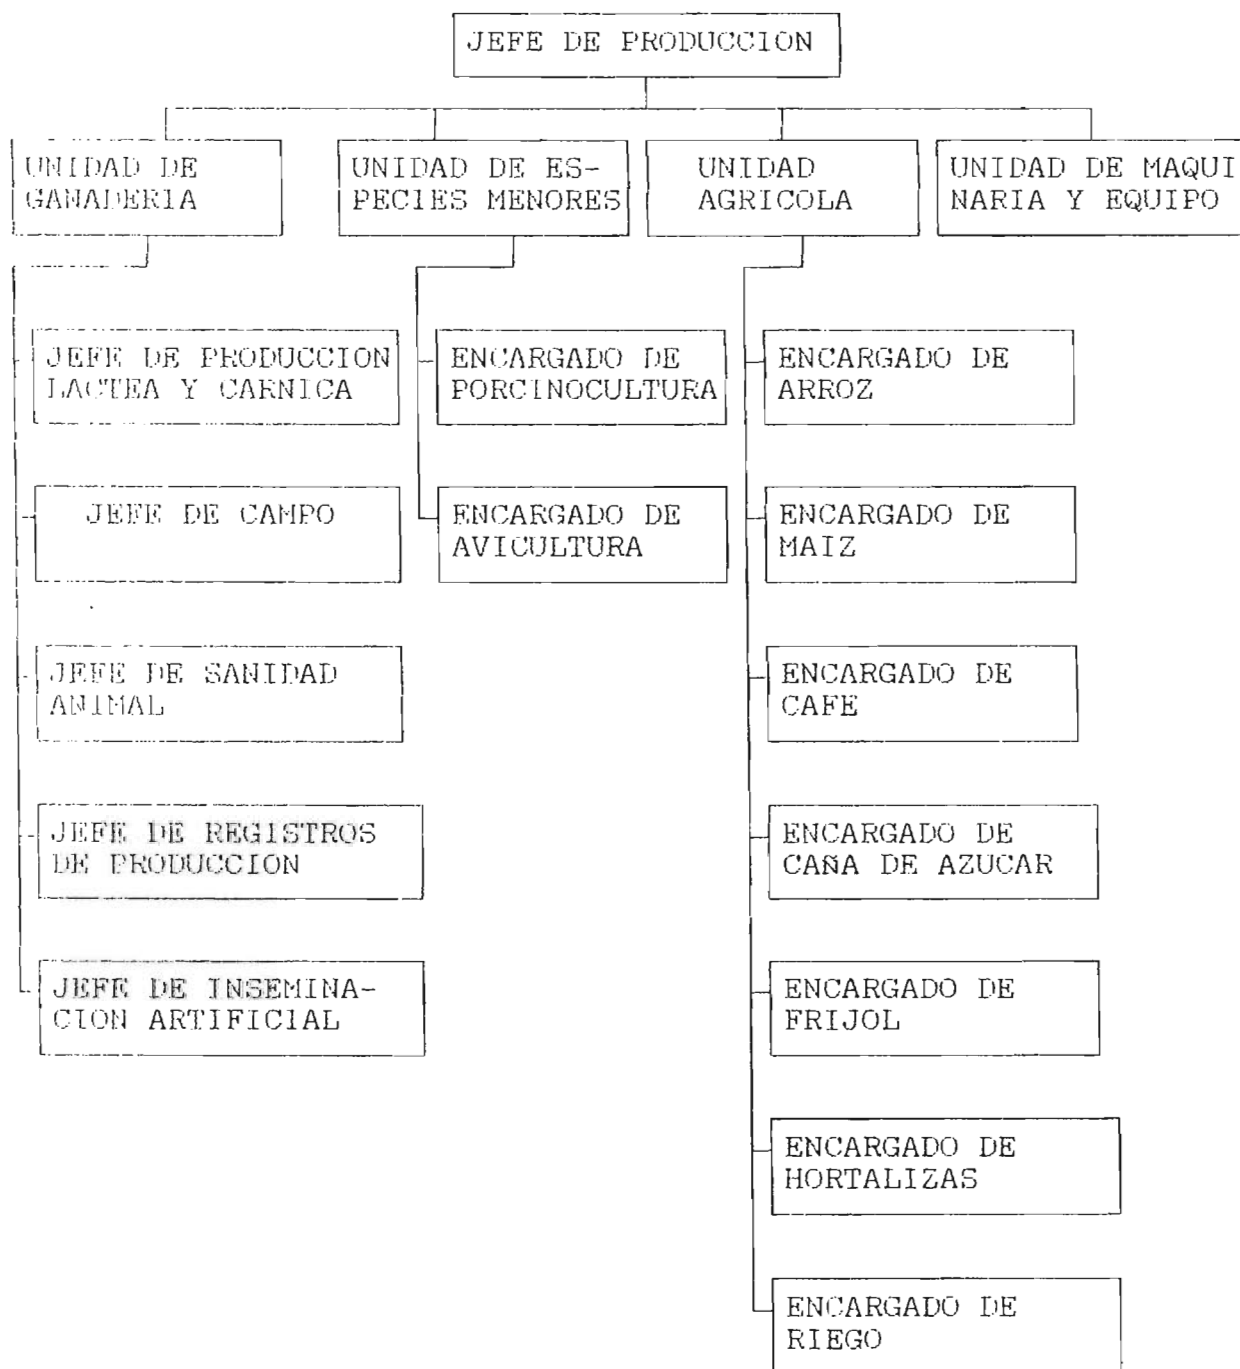 JEFE DE PRODUCCION
UNIDAD DE
GANADERIA
UNIDAD DE ES-
PECIES MENORES
UNIDAD
AGRICOLA
UNIDAD DE MAQUI
NARIA Y EQUIPO
JEFE DE PRODUCCION
LACTEA Y CARNICA
JEFE DE CAMPO
JEFE DE SANIDAD
ANIMAL
JEFE DE REGISTROS
DE PRODUCCION
JEFE DE INSEMINA-
CION ARTIFICIAL
ENCARGADO DE
PORCINOCULTURA
ENCARGADO DE
AVICULTURA
ENCARGADO DE
ARROZ
ENCARGADO DE
MAIZ
ENCARGADO DE
CAFE
ENCARGADO DE
CAÑA DE AZUCAR
ENCARGADO DE
FRIJOL
ENCARGADO DE
HORTALIZAS
ENCARGADO DE
RIEGO